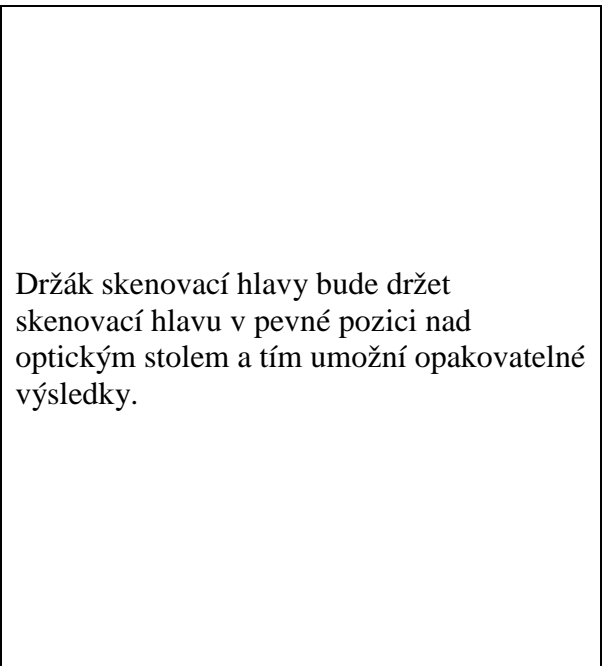 Držák skenovací hlavy bude držet
skenovací hlavu v pevné pozici nad
optickým stolem a tím umožní opakovatelné
výsledky.